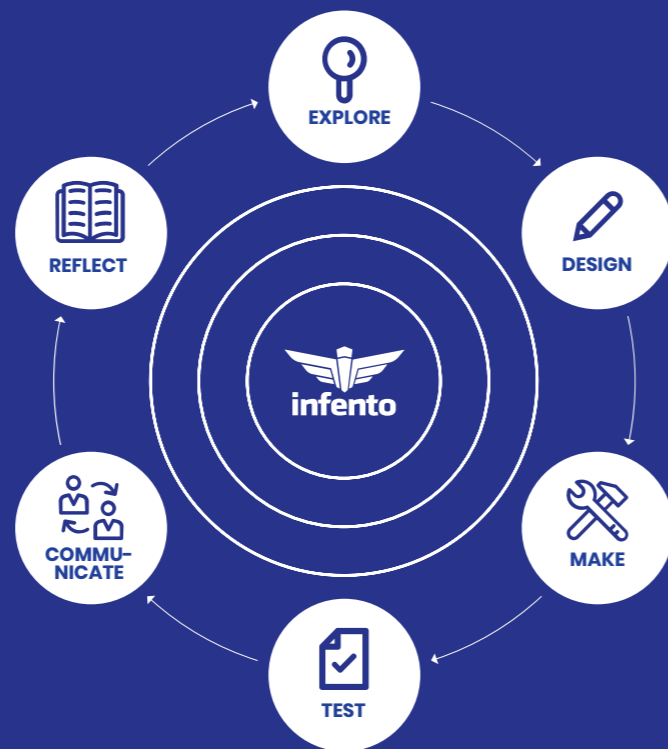 EXPLORE
DESIGN
MAKE
TEST
COMMU-
NICATE
REFLECT
infento